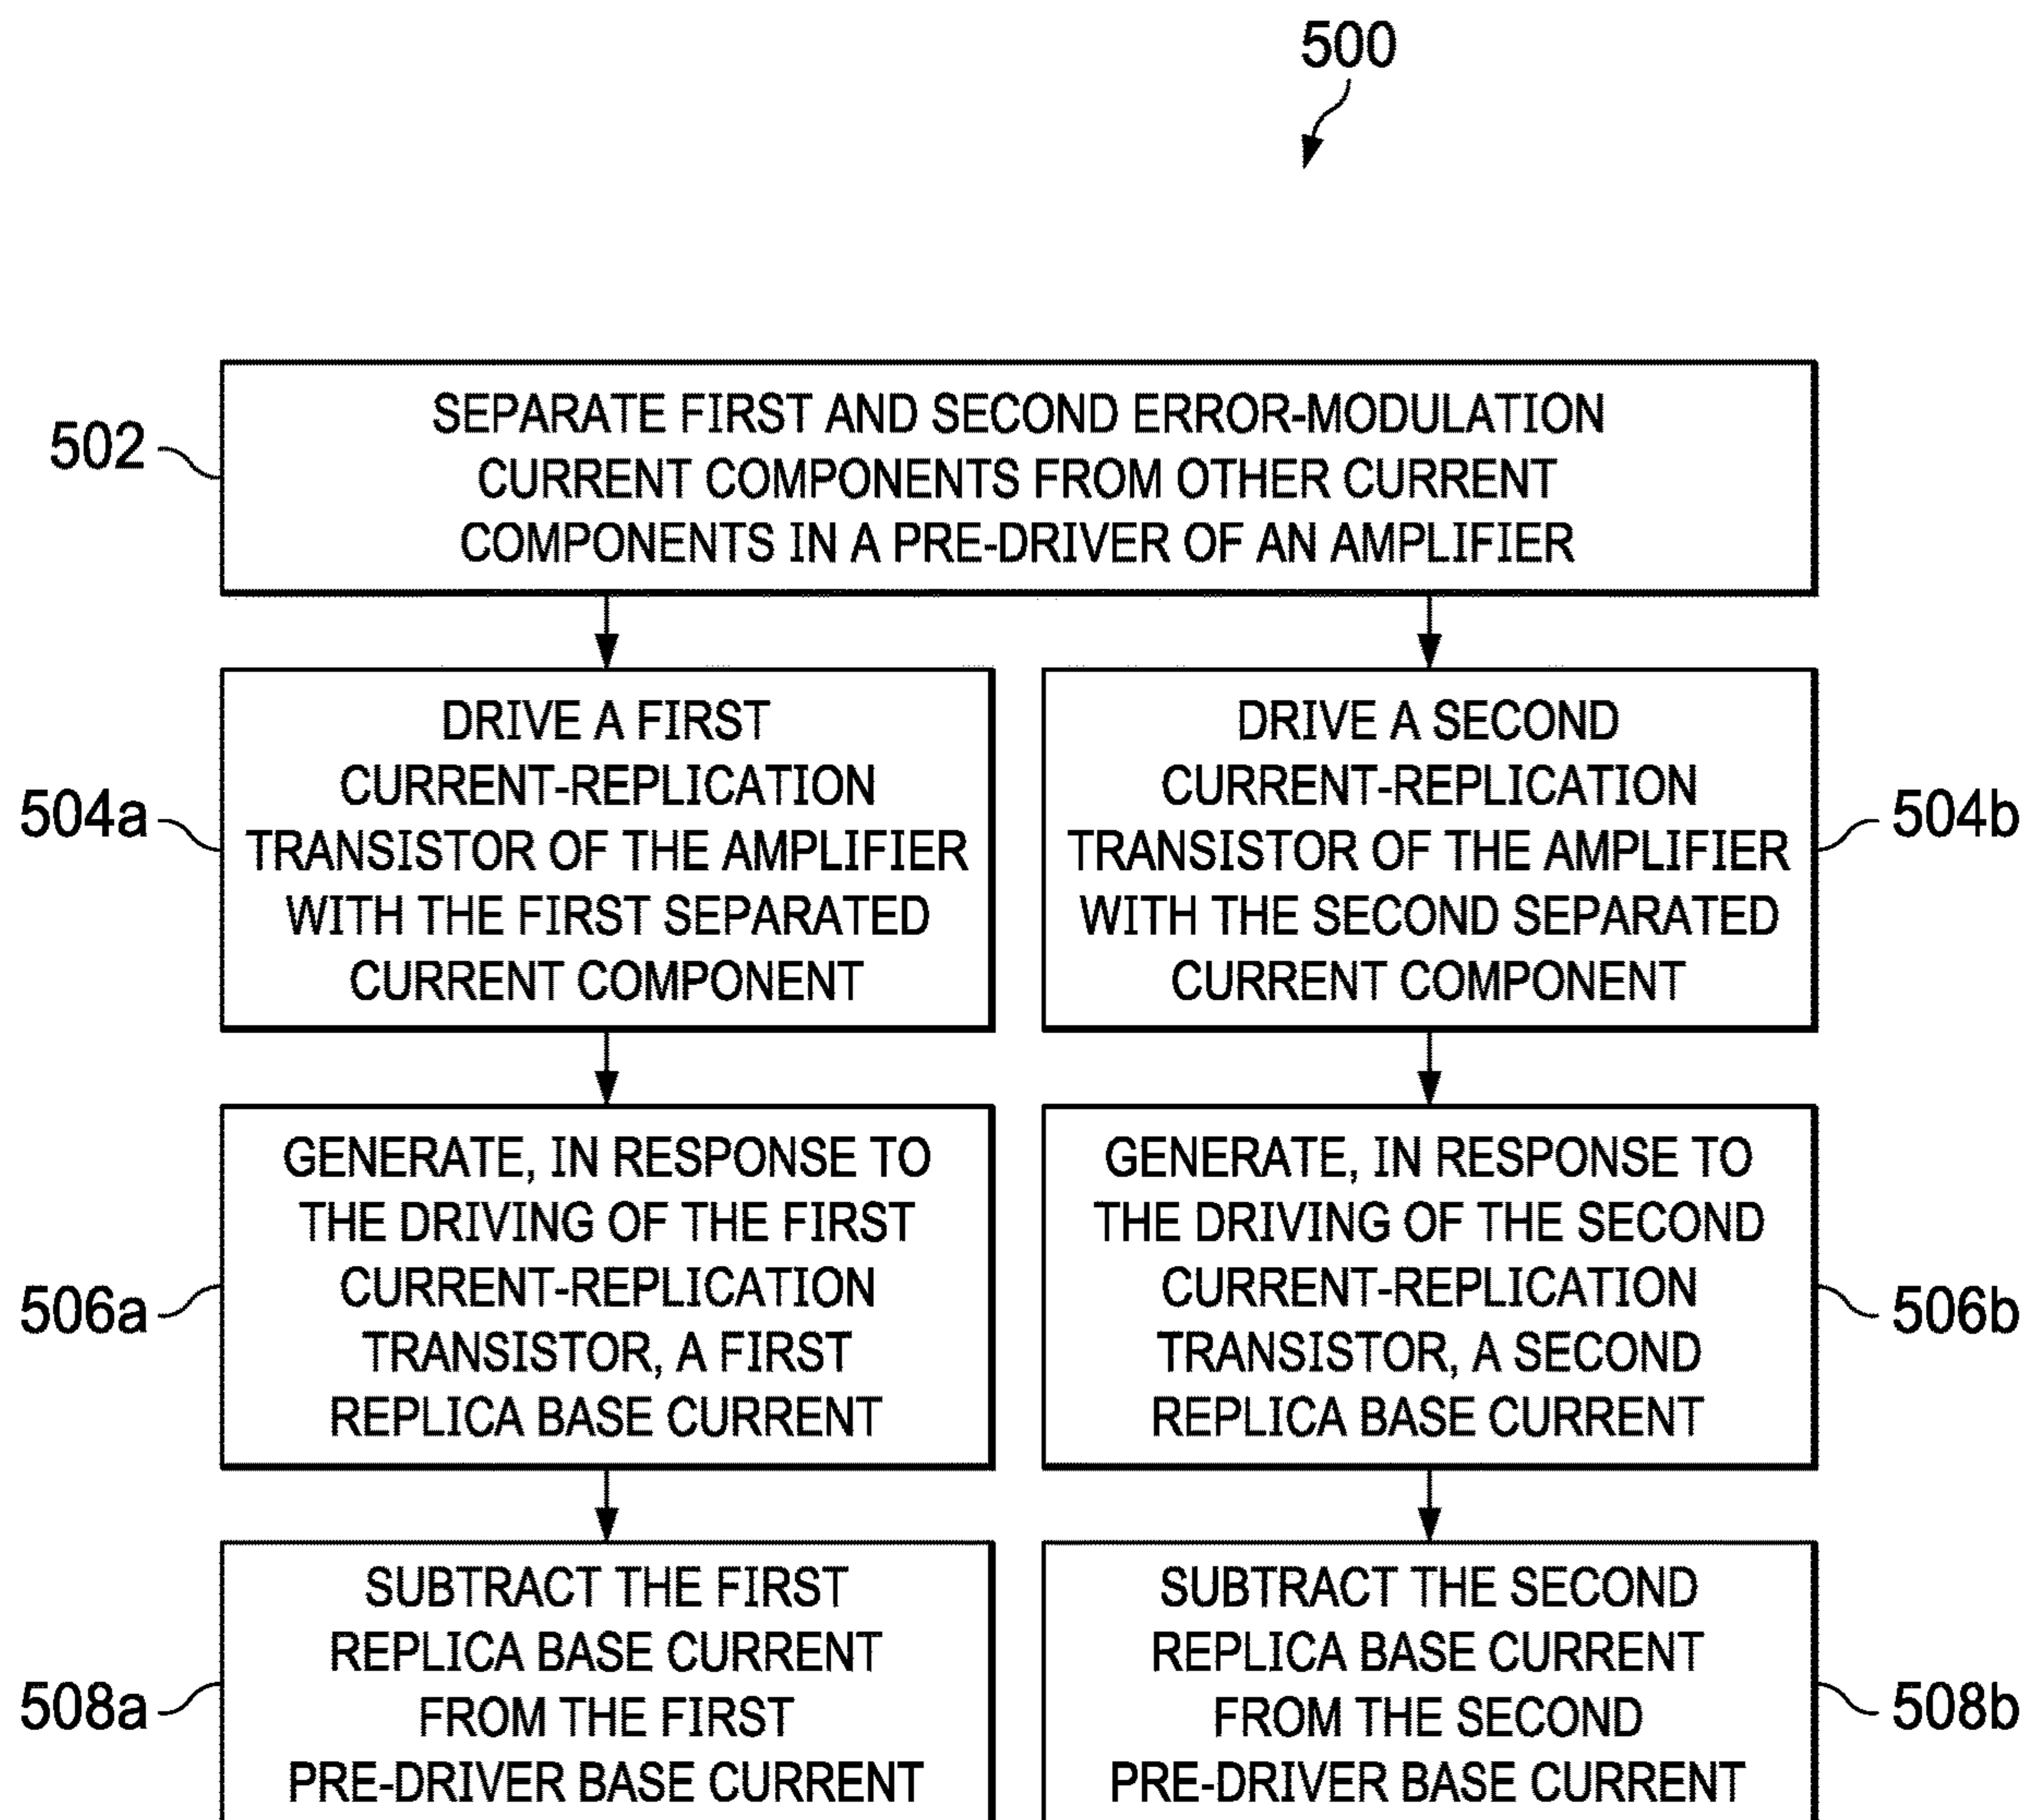 500
502
SEPARATE FIRST AND SECOND ERROR-MODULATION
CURRENT COMPONENTS FROM OTHER CURRENT
COMPONENTS IN A PRE-DRIVER OF AN AMPLIFIER
504a
DRIVE A FIRST
CURRENT-REPLICATION
TRANSISTOR OF THE AMPLIFIER
WITH THE FIRST SEPARATED
CURRENT COMPONENT
DRIVE A SECOND
CURRENT-REPLICATION
TRANSISTOR OF THE AMPLIFIER
WITH THE SECOND SEPARATED
CURRENT COMPONENT
504b
506a
GENERATE, IN RESPONSE TO
THE DRIVING OF THE FIRST
CURRENT-REPLICATION
TRANSISTOR, A FIRST
REPLICA BASE CURRENT
GENERATE, IN RESPONSE TO
THE DRIVING OF THE SECOND
CURRENT-REPLICATION
TRANSISTOR, A SECOND
REPLICA BASE CURRENT
506b
508a
SUBTRACT THE FIRST
REPLICA BASE CURRENT
FROM THE FIRST
PRE-DRIVER BASE CURRENT
SUBTRACT THE SECOND
REPLICA BASE CURRENT
FROM THE SECOND
PRE-DRIVER BASE CURRENT
508b